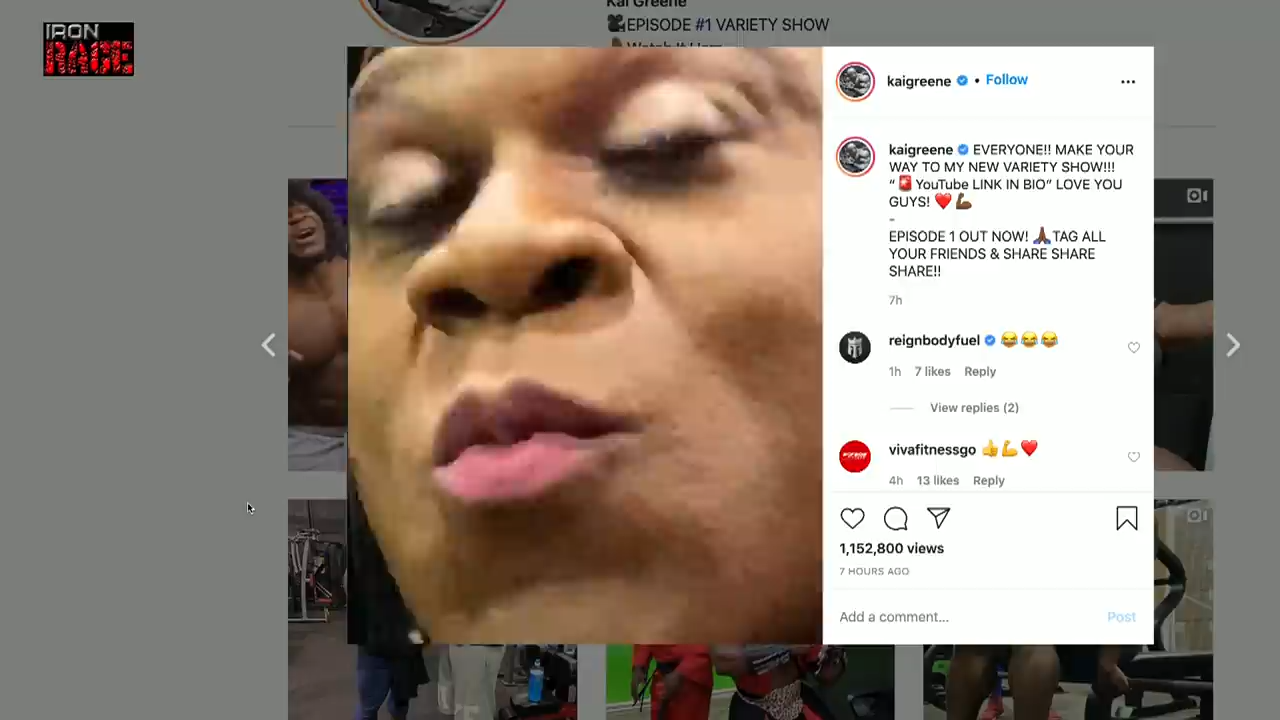 IRON
RAGE
Kai Greene
EPISODE #1 VARIETY SHOW
Watch It Here
kaigreene • Follow
kaigreene EVERYONE!! MAKE YOUR
WAY TO MY NEW VARIETY SHOW!!!
“ 🚨 YouTube LINK IN BIO” LOVE YOU
GUYS! ❤️ 💪🏿
-
EPISODE 1 OUT NOW! 🙏🏿TAG ALL
YOUR FRIENDS & SHARE SHARE
SHARE!!
7h
reignbodyfuel 😂 😂 😂
1h 7 likes Reply
View replies (2)
vivafitnessgo 👍💪❤️
4h 13 likes Reply
1,152,800 views
7 HOURS AGO
Add a comment... Post